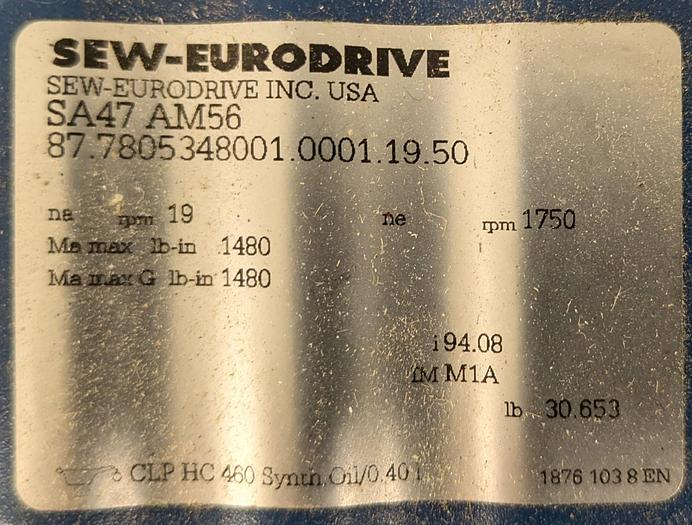 SEW-EURODRIVE
SEW-EURODRIVE INC. USA
SA47 AM56
87.7805348001.0001.19.50
na rpm 19 ne rpm 1750
Ma max lb-in 1480
Ma max G lb-in 1480
i 94.08
IM M1A
lb 30.653
CLP HC 460 Synth.Oil/0.40 l 1876 103 8 EN